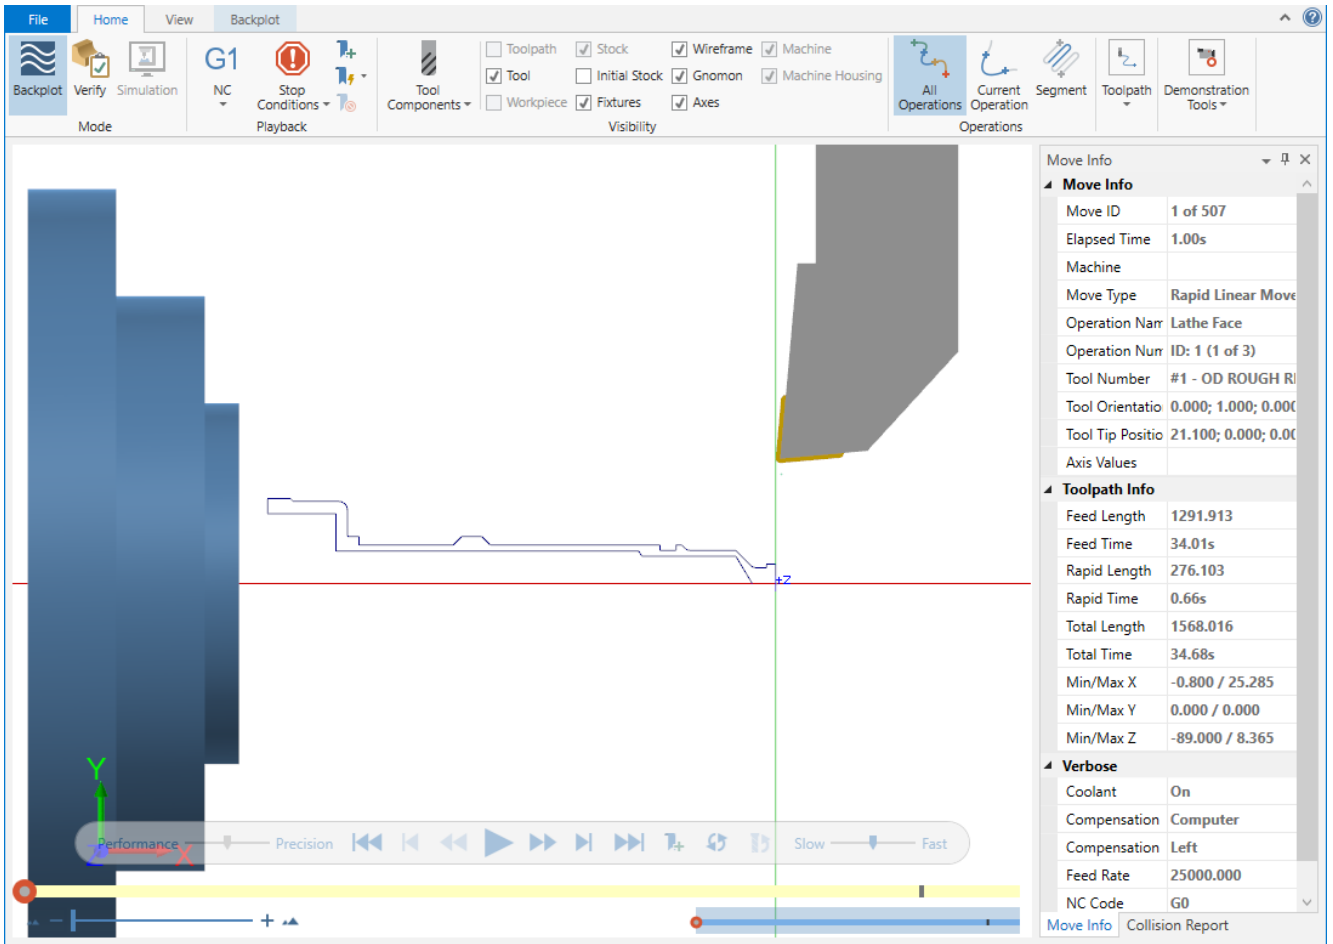 File Home View Backplot
G1
Toolpath Stock Wireframe Machine
Tool Initial Stock Gnomon Machine Housing
Workpiece Fixtures Axes
Backplot Verify Simulation NC Stop Conditions Tool Components All Operations Current Operation Segment Toolpath Demonstration Tools
Mode Playback Visibility Operations
Move Info
Move Info
Move ID 1 of 507
Elapsed Time 1.00s
Machine
Move Type Rapid Linear Move
Operation Nam Lathe Face
Operation Num ID: 1 (1 of 3)
Tool Number #1 - OD ROUGH RI
Tool Orientatio 0.000; 1.000; 0.000
Tool Tip Positio 21.100; 0.000; 0.00
Axis Values
Toolpath Info
Feed Length 1291.913
Feed Time 34.01s
Rapid Length 276.103
Rapid Time 0.66s
Total Length 1568.016
Total Time 34.68s
Min/Max X -0.800 / 25.285
Min/Max Y 0.000 / 0.000
Min/Max Z -89.000 / 8.365
Verbose
Coolant On
Compensation Computer
Compensation Left
Feed Rate 25000.000
NC Code G0
Move Info Collision Report
+Z
Y
Z X
Performance Precision Slow Fast